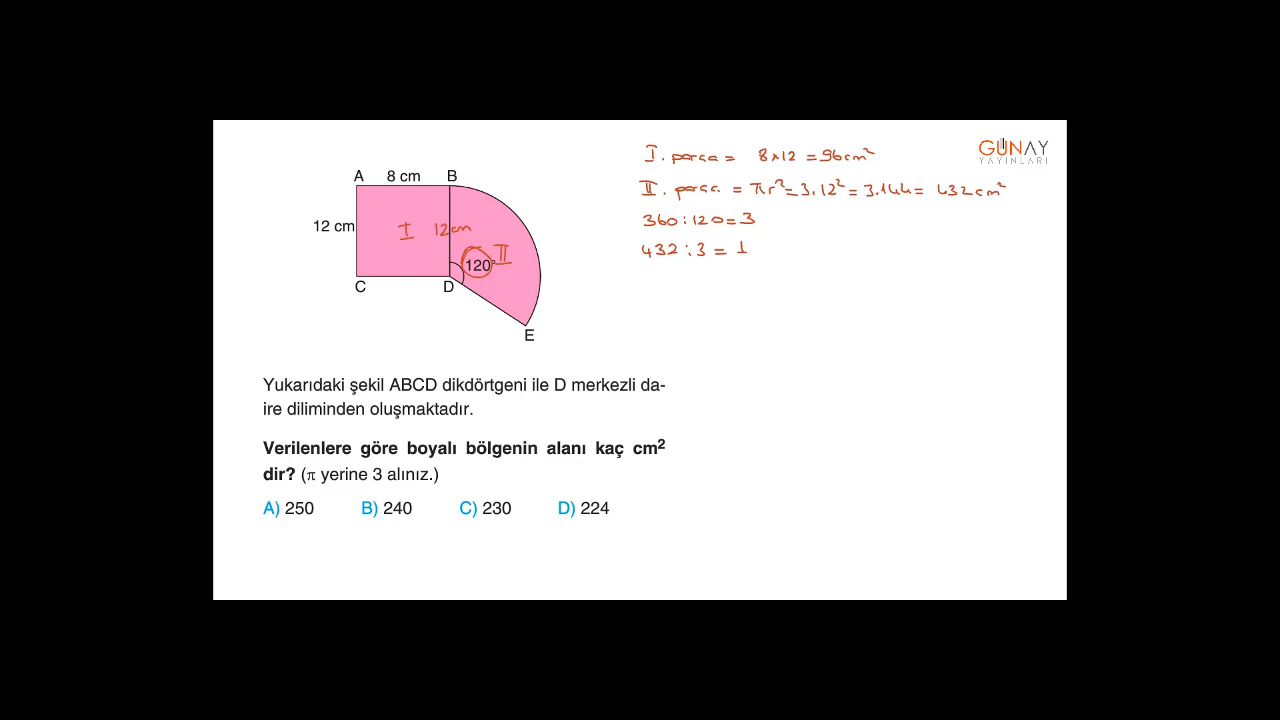 GÜNAY
YAYINLARI
I. parça = 8×12 = 96cm²
II. parça = πr² = 3.12² = 3.144 = 432cm²
360:120=3
432:3=1
A 8 cm B
12 cm
I 12cm
120° II
C D
E
Yukarıdaki şekil ABCD dikdörtgeni ile D merkezli da-
ire diliminden oluşmaktadır.
Verilenlere göre boyalı bölgenin alanı kaç cm²
dir? (π yerine 3 alınız.)
A) 250 B) 240 C) 230 D) 224